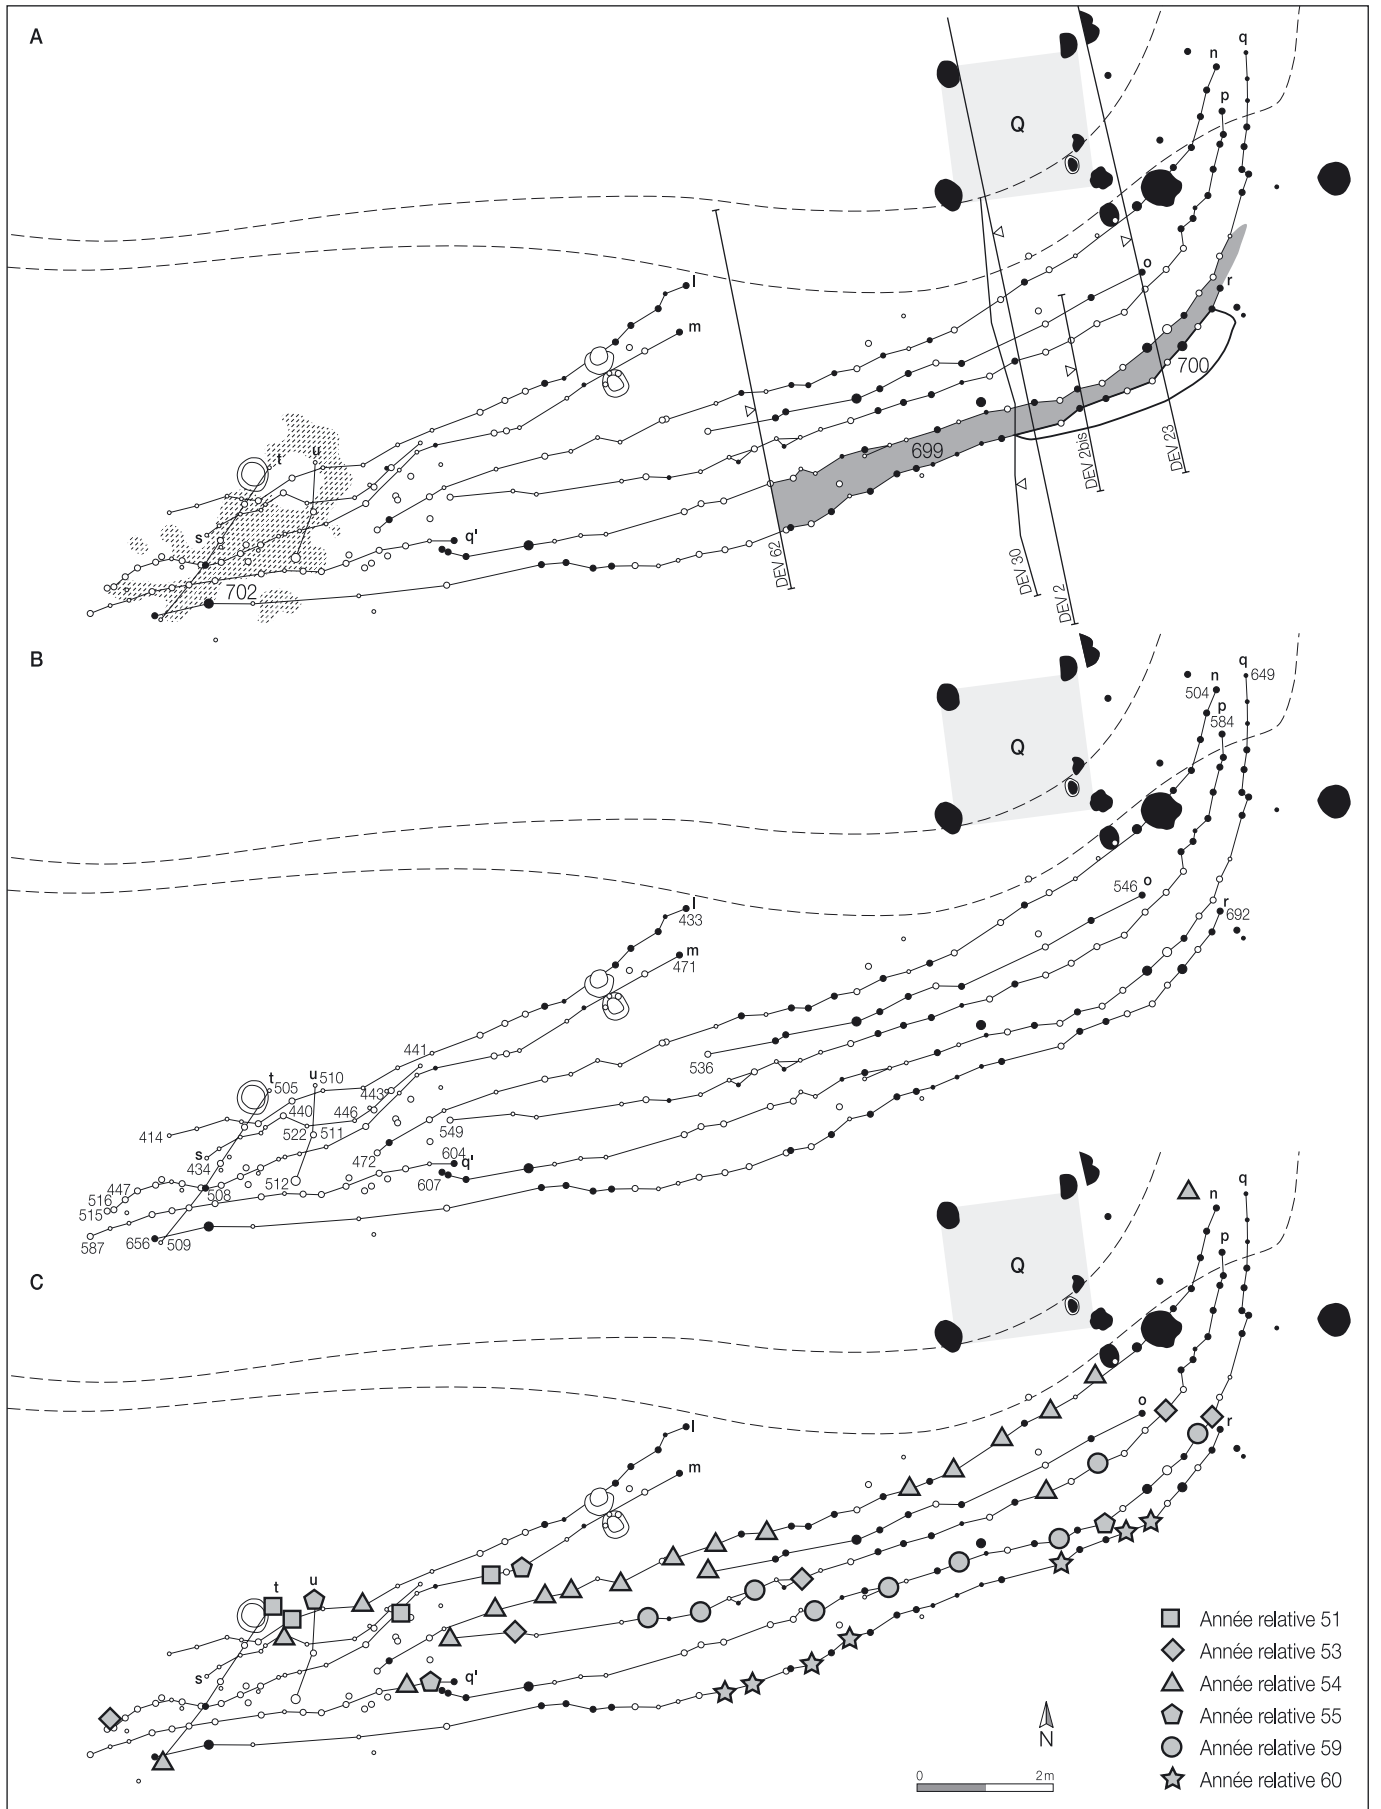 A
q
n
p
Q
o
l
r
m
700
699
t
u
s
q'
702
DEV 62
DEV 30
DEV 2
DEV 2bis
DEV 23
B
q
649
n
504
p
584
Q
546 o
l
433
r
692
m
471
441
536
t
505
u
510
443
440
446
414
522
511
549
s
434
472
604
q'
607
447
508
512
516
515
587
656
509
C
q
n
p
Q
o
l
r
m
t
u
s
q'
Année relative 51
Année relative 53
Année relative 54
Année relative 55
Année relative 59
Année relative 60
N
0 2m